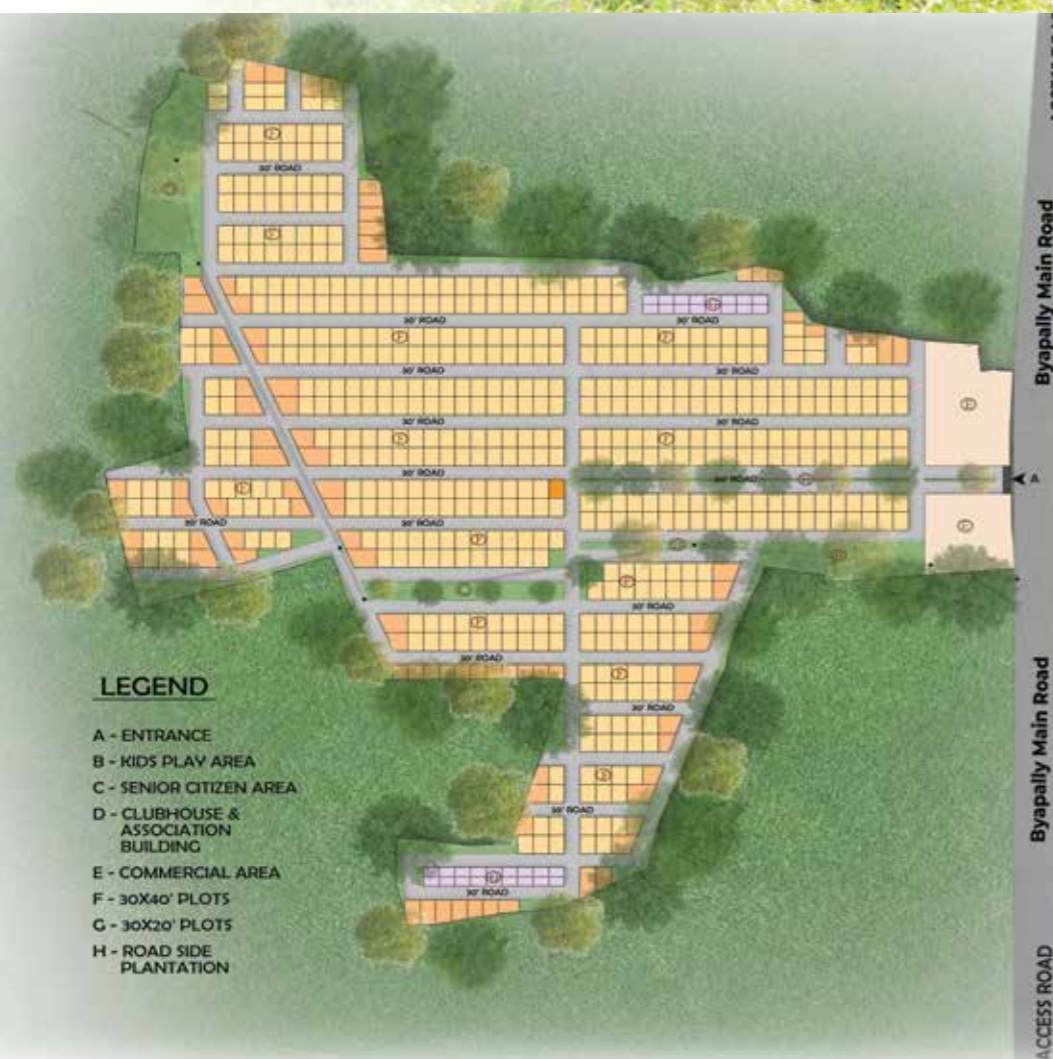 30' ROAD
Byapally Main Road
30' ROAD
30' ROAD
30' ROAD
30' ROAD
30' ROAD
30' ROAD
30' ROAD
A
30' ROAD
30' ROAD
30' ROAD
30' ROAD
Byapally Main Road
30' ROAD
30' ROAD
30' ROAD
ACCESS ROAD
LEGEND
A - ENTRANCE
B - KIDS PLAY AREA
C - SENIOR CITIZEN AREA
D - CLUBHOUSE &
ASSOCIATION
BUILDING
E - COMMERCIAL AREA
F - 30X40' PLOTS
G - 30X20' PLOTS
H - ROAD SIDE
PLANTATION